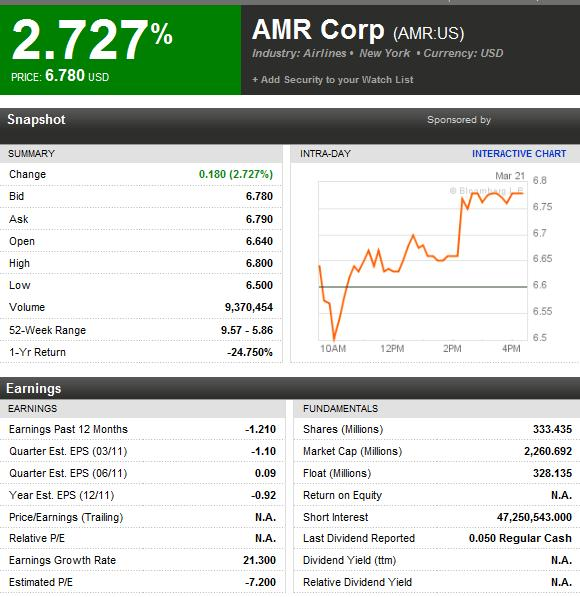 2.727%
PRICE: 6.780 USD
AMR Corp (AMR:US)
Industry: Airlines • New York • Currency: USD
+ Add Security to your Watch List
Snapshot
Sponsored by
SUMMARY
Change 0.180 (2.727%)
Bid 6.780
Ask 6.790
Open 6.640
High 6.800
Low 6.500
Volume 9,370,454
52-Week Range 9.57 - 5.86
1-Yr Return -24.750%
INTRA-DAY INTERACTIVE CHART
Mar 21
© Bloomberg L.P.
6.8
6.75
6.7
6.65
6.6
6.55
6.5
10AM 12PM 2PM 4PM
Earnings
EARNINGS
Earnings Past 12 Months -1.210
Quarter Est. EPS (03/11) -1.10
Quarter Est. EPS (06/11) 0.09
Year Est. EPS (12/11) -0.92
Price/Earnings (Trailing) N.A.
Relative P/E N.A.
Earnings Growth Rate 21.300
Estimated P/E -7.200
FUNDAMENTALS
Shares (Millions) 333.435
Market Cap (Millions) 2,260.692
Float (Millions) 328.135
Return on Equity N.A.
Short Interest 47,250,543.000
Last Dividend Reported 0.050 Regular Cash
Dividend Yield (ttm) N.A.
Relative Dividend Yield N.A.